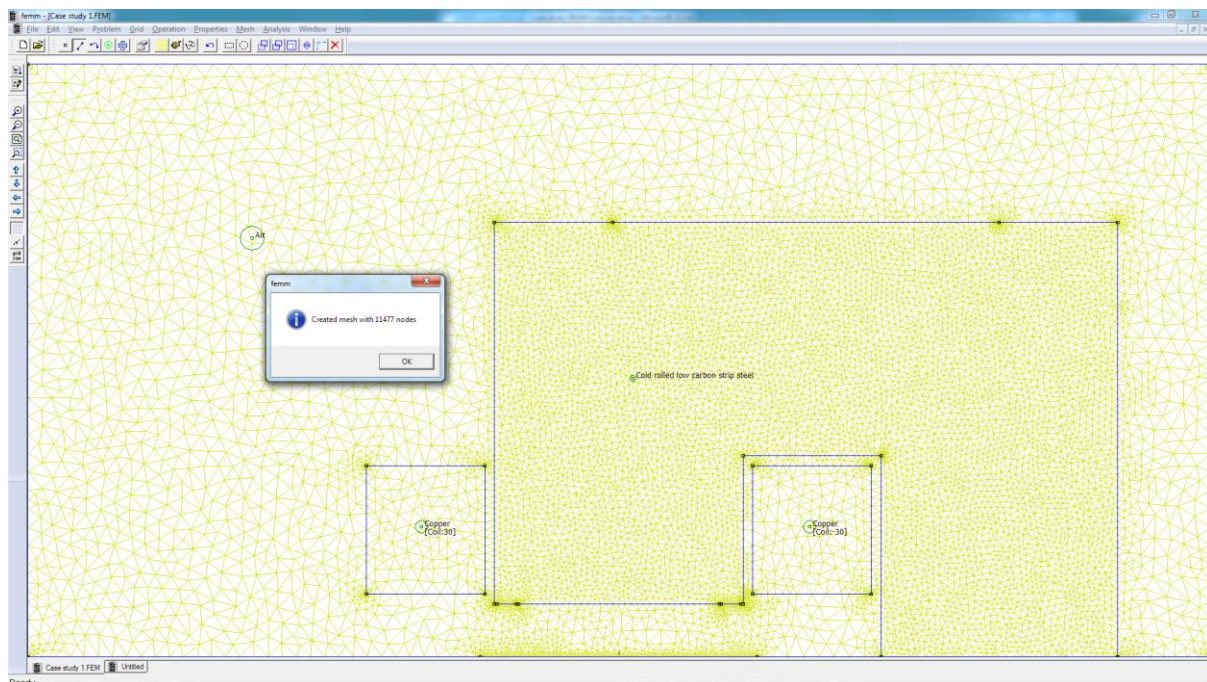 femm - [Case study 1.FEM]
File Edit View Problem Grid Operation Properties Mesh Analysis Window Help
Air
femm
Created mesh with 11477 nodes
OK
Cold rolled low carbon strip steel
Copper
[Coil:30]
Copper
[Coil:-30]
Case study 1.FEM
Untitled
Ready